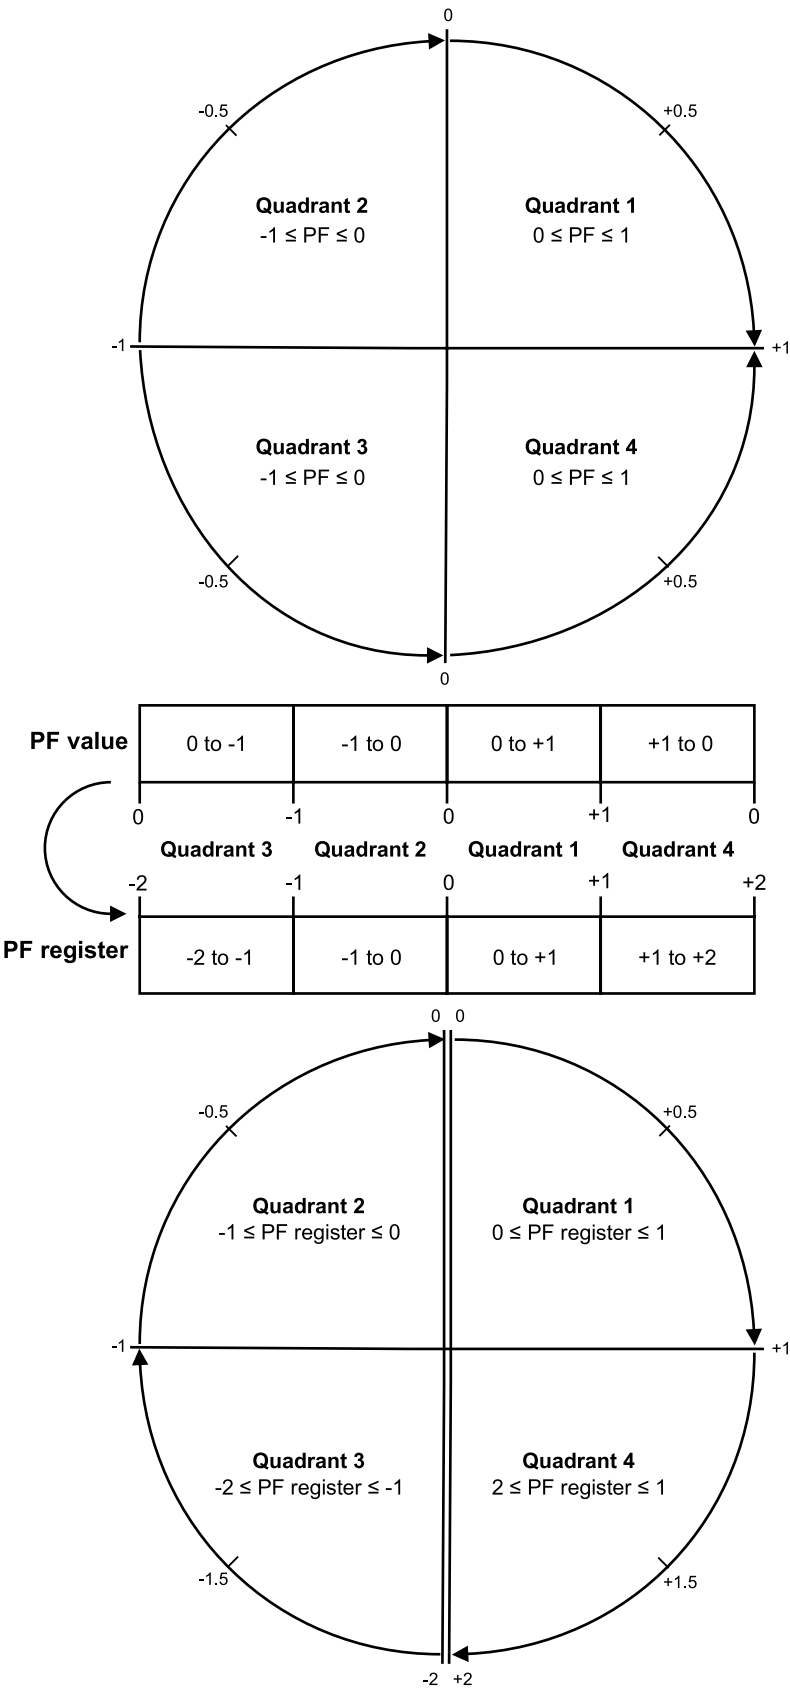 0
-0.5
+0.5
Quadrant 2
Quadrant 1
-1 ≤ PF ≤ 0
0 ≤ PF ≤ 1
-1
+1
Quadrant 3
Quadrant 4
-1 ≤ PF ≤ 0
0 ≤ PF ≤ 1
-0.5
+0.5
0
PF value
0 to -1
-1 to 0
0 to +1
+1 to 0
0
-1
0
+1
0
Quadrant 3
Quadrant 2
Quadrant 1
Quadrant 4
-2
-1
0
+1
+2
PF register
-2 to -1
-1 to 0
0 to +1
+1 to +2
0
0
-0.5
+0.5
Quadrant 2
Quadrant 1
-1 ≤ PF register ≤ 0
0 ≤ PF register ≤ 1
-1
+1
Quadrant 3
Quadrant 4
-2 ≤ PF register ≤ -1
2 ≤ PF register ≤ 1
-1.5
+1.5
-2
+2